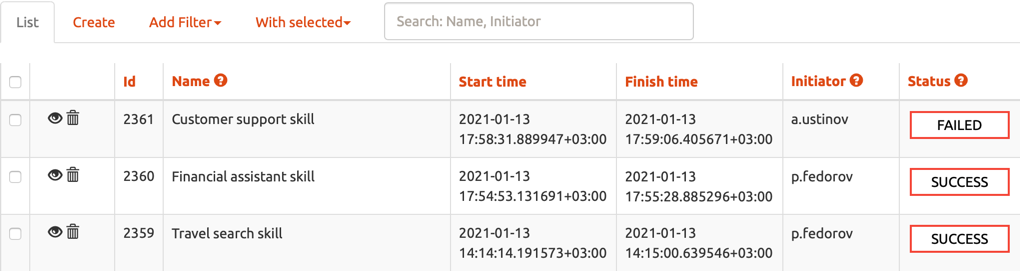 List Create Add Filter With selected Search: Name, Initiator
Id Name Start time Finish time Initiator Status
2361 Customer support skill 2021-01-13 2021-01-13 a.ustinov FAILED
17:58:31.889947+03:00 17:59:06.405671+03:00
2360 Financial assistant skill 2021-01-13 2021-01-13 p.fedorov SUCCESS
17:54:53.131691+03:00 17:55:28.885296+03:00
2359 Travel search skill 2021-01-13 2021-01-13 p.fedorov SUCCESS
14:14:14.191573+03:00 14:15:00.639546+03:00